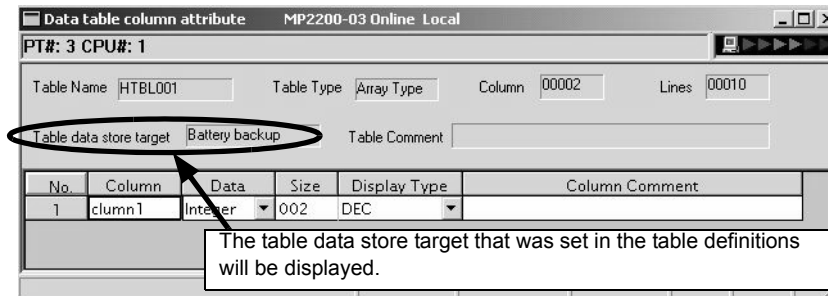 Data table column attribute MP2200-03 Online Local
PT#: 3 CPU#: 1
Table Name HTBL001 Table Type Array Type Column 00002 Lines 00010
Table data store target Battery backup Table Comment
No. Column Data Size Display Type Column Comment
1 clumn1 Integer 002 DEC
The table data store target that was set in the table definitions
will be displayed.